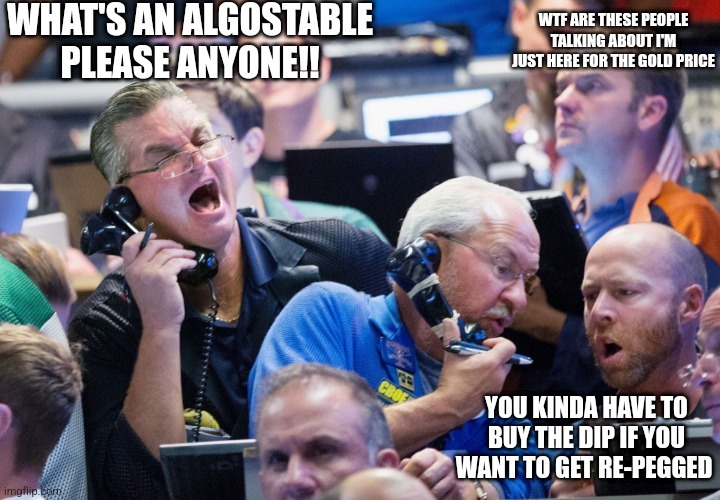 WHAT'S AN ALGOSTABLE
PLEASE ANYONE!!
WTF ARE THESE PEOPLE
TALKING ABOUT I'M
JUST HERE FOR THE GOLD PRICE
CBOE
YOU KINDA HAVE TO
BUY THE DIP IF YOU
WANT TO GET RE-PEGGED
imgflip.com